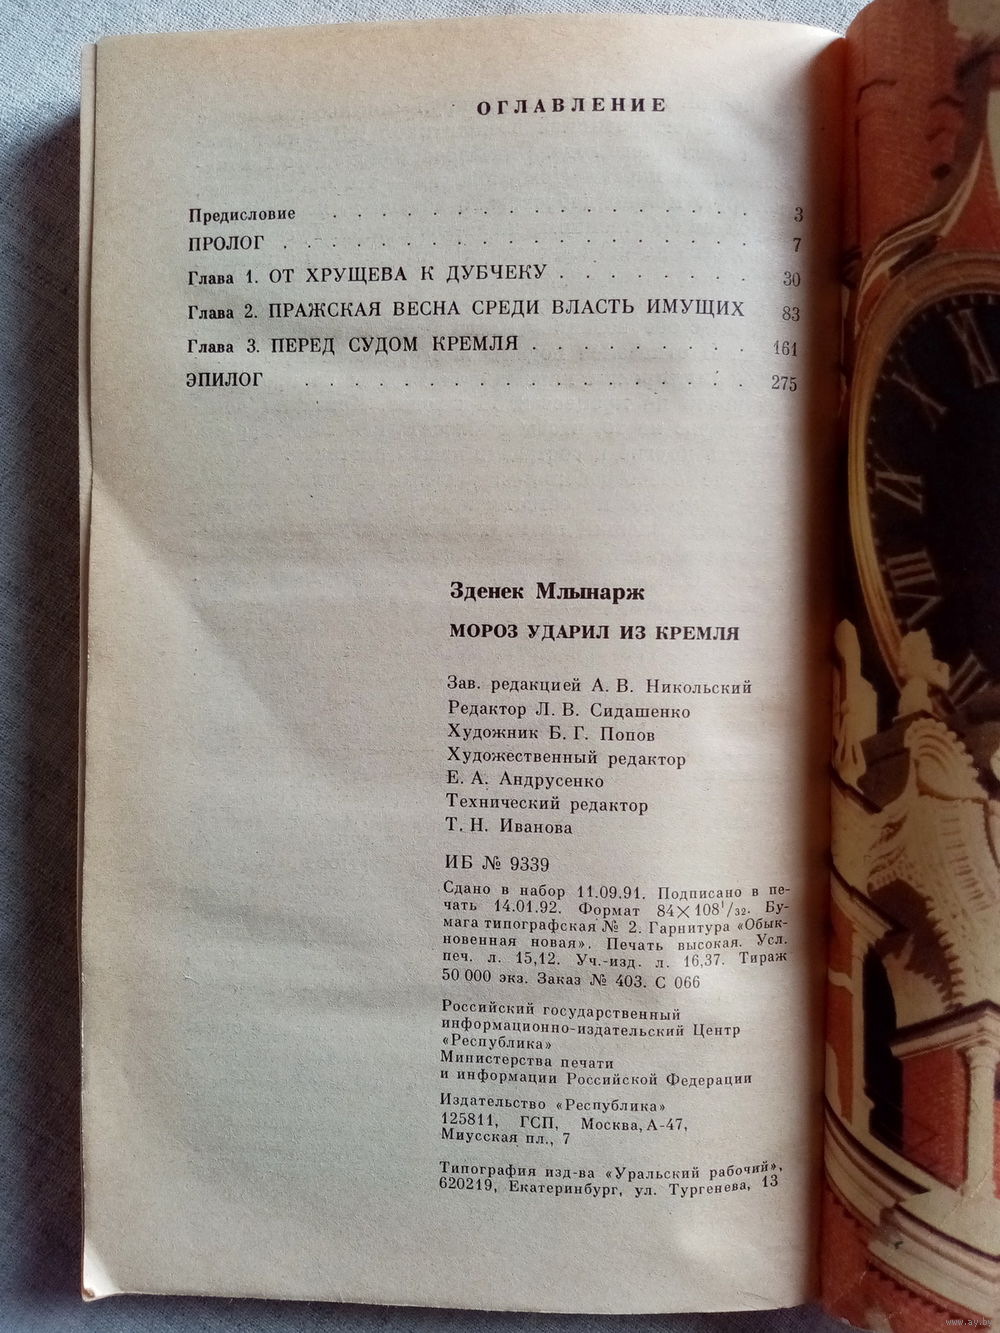 ОГЛАВЛЕНИЕ
Предисловие . . . . . . . . . . . . . . . . . . 3
ПРОЛОГ . . . . . . . . . . . . . . . . . . . 7
Глава 1. ОТ ХРУЩЕВА К ДУБЧЕКУ . . . . . . . . 30
Глава 2. ПРАЖСКАЯ ВЕСНА СРЕДИ ВЛАСТЬ ИМУЩИХ 83
Глава 3. ПЕРЕД СУДОМ КРЕМЛЯ . . . . . . . . . 161
ЭПИЛОГ . . . . . . . . . . . . . . . . . . 275
Зденек Млынарж
МОРОЗ УДАРИЛ ИЗ КРЕМЛЯ
Зав. редакцией А. В. Никольский
Редактор Л. В. Сидашенко
Художник Б. Г. Попов
Художественный редактор
Е. А. Андрусенко
Технический редактор
Т. Н. Иванова
ИБ № 9339
Сдано в набор 11.09.91. Подписано в пе-
чать 14.01.92. Формат 84×108¹/₃₂. Бу-
мага типографская № 2. Гарнитура «Обык-
новенная новая». Печать высокая. Усл.
печ. л. 15,12. Уч.-изд. л. 16,37. Тираж
50 000 экз. Заказ № 403. С 066
Российский государственный
информационно-издательский Центр
«Республика»
Министерства печати
и информации Российской Федерации
Издательство «Республика»
125811, ГСП, Москва, А-47,
Миусская пл., 7
Типография изд-ва «Уральский рабочий»,
620219, Екатеринбург, ул. Тургенева, 13
X
IX
VIII
www.ay.by